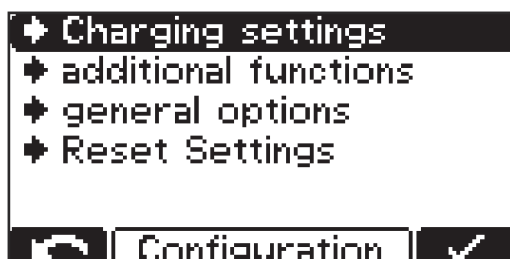 Charging settings
additional functions
general options
Reset Settings
Configuration